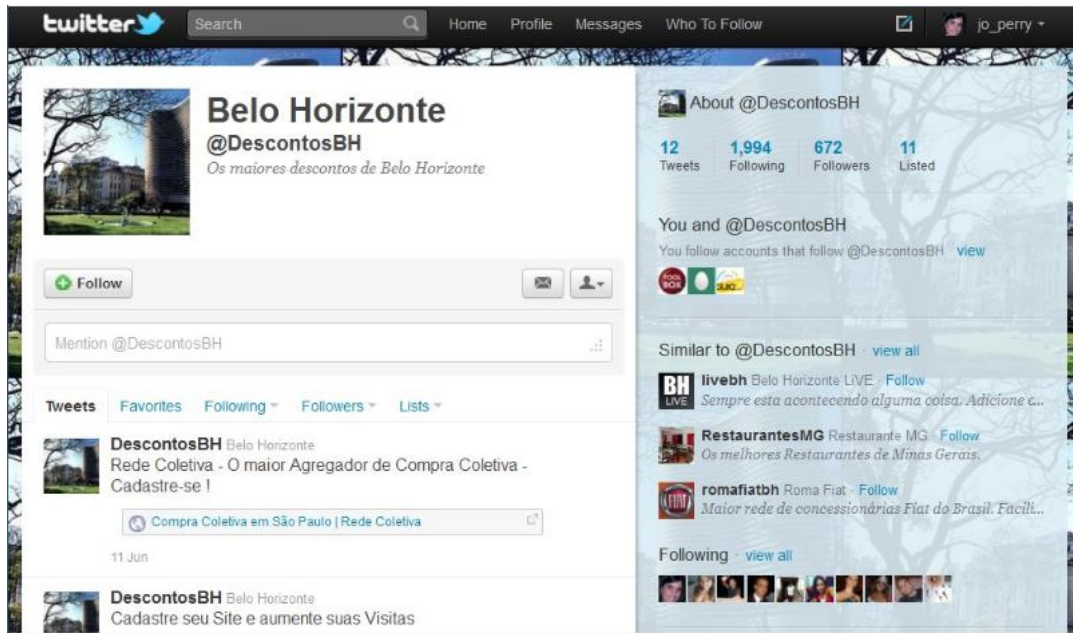 twitter
Search
Home Profile Messages Who To Follow
jo_perry
Belo Horizonte
@DescontosBH
Os maiores descontos de Belo Horizonte
Follow
Mention @DescontosBH
Tweets Favorites Following Followers Lists
DescontosBH Belo Horizonte
Rede Coletiva - O maior Agregador de Compra Coletiva -
Cadastre-se !
Compra Coletiva em São Paulo | Rede Coletiva
11 Jun
DescontosBH Belo Horizonte
Cadastre seu Site e aumente suas Visitas
About @DescontosBH
12 1,994 672 11
Tweets Following Followers Listed
You and @DescontosBH
You follow accounts that follow @DescontosBH · view
POOL
BOX
Similar to @DescontosBH · view all
BH
LIVE
livebh Belo Horizonte LiVE · Follow
Sempre esta acontecendo alguma coisa. Adicione c...
RestaurantesMG Restaurante MG · Follow
Os melhores Restaurantes de Minas Gerais.
FIAT
romafiatbh Roma Fiat · Follow
Maior rede de concessionárias Fiat do Brasil. Facili...
Following · view all